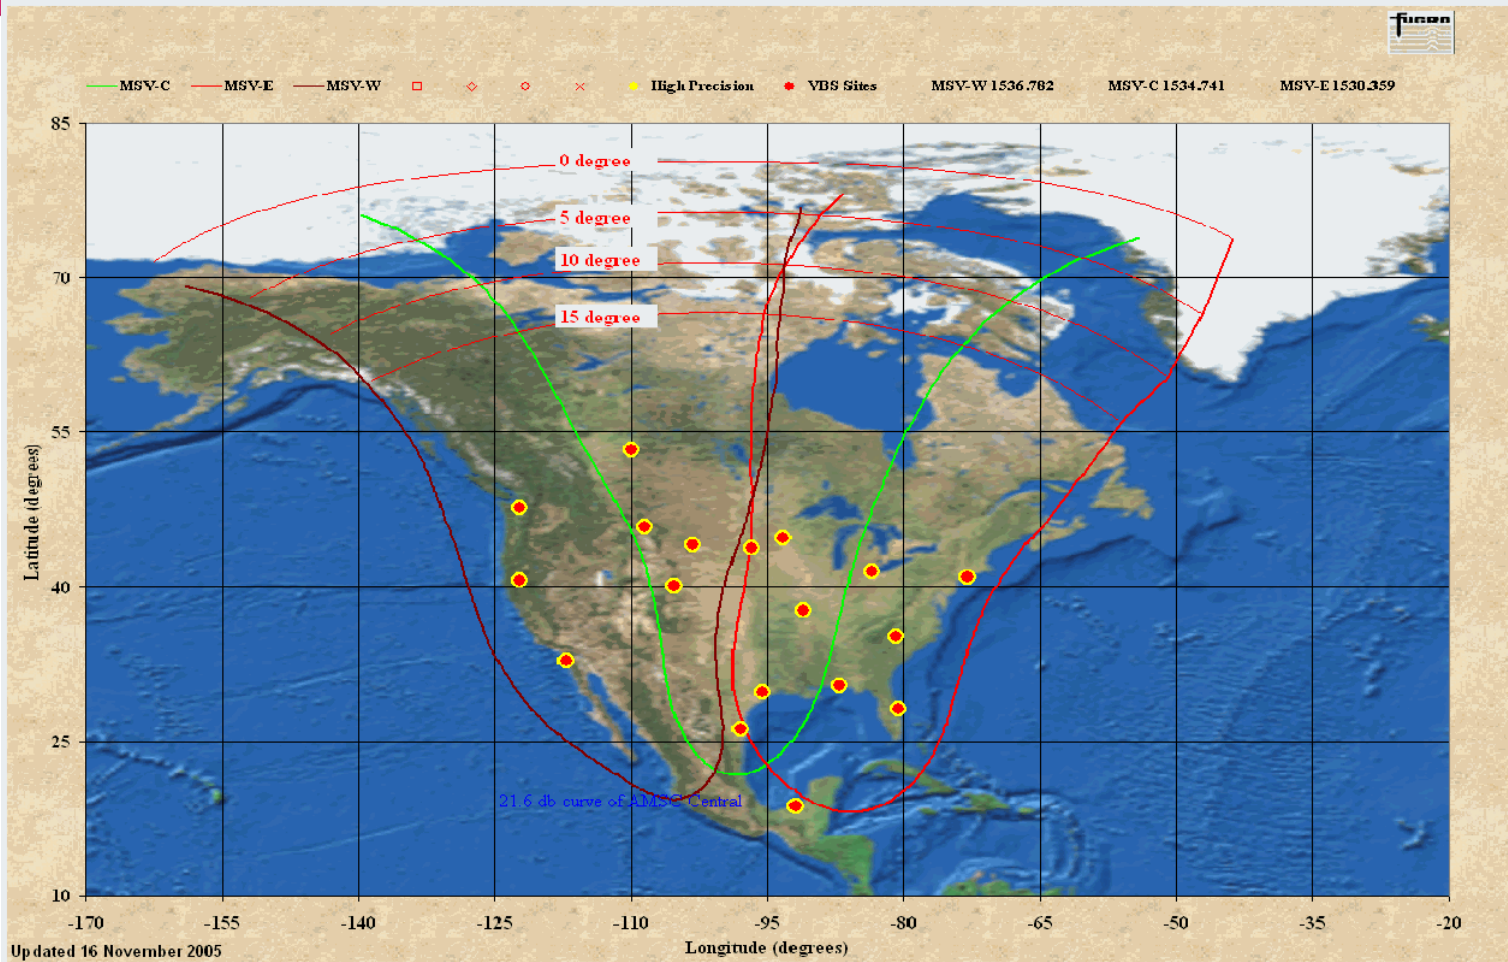 fugro
MSV-C MSV-E MSV-W High Precision VBS Sites MSV-W 1536.782 MSV-C 1534.741 MSV-E 1530.359
85
0 degree
5 degree
70
10 degree
15 degree
55
Latitude (degrees)
40
25
21.6 db curve of AMSC Central
10
-170 -155 -140 -125 -110 -95 -80 -65 -50 -35 -20
Longitude (degrees)
Updated 16 November 2005